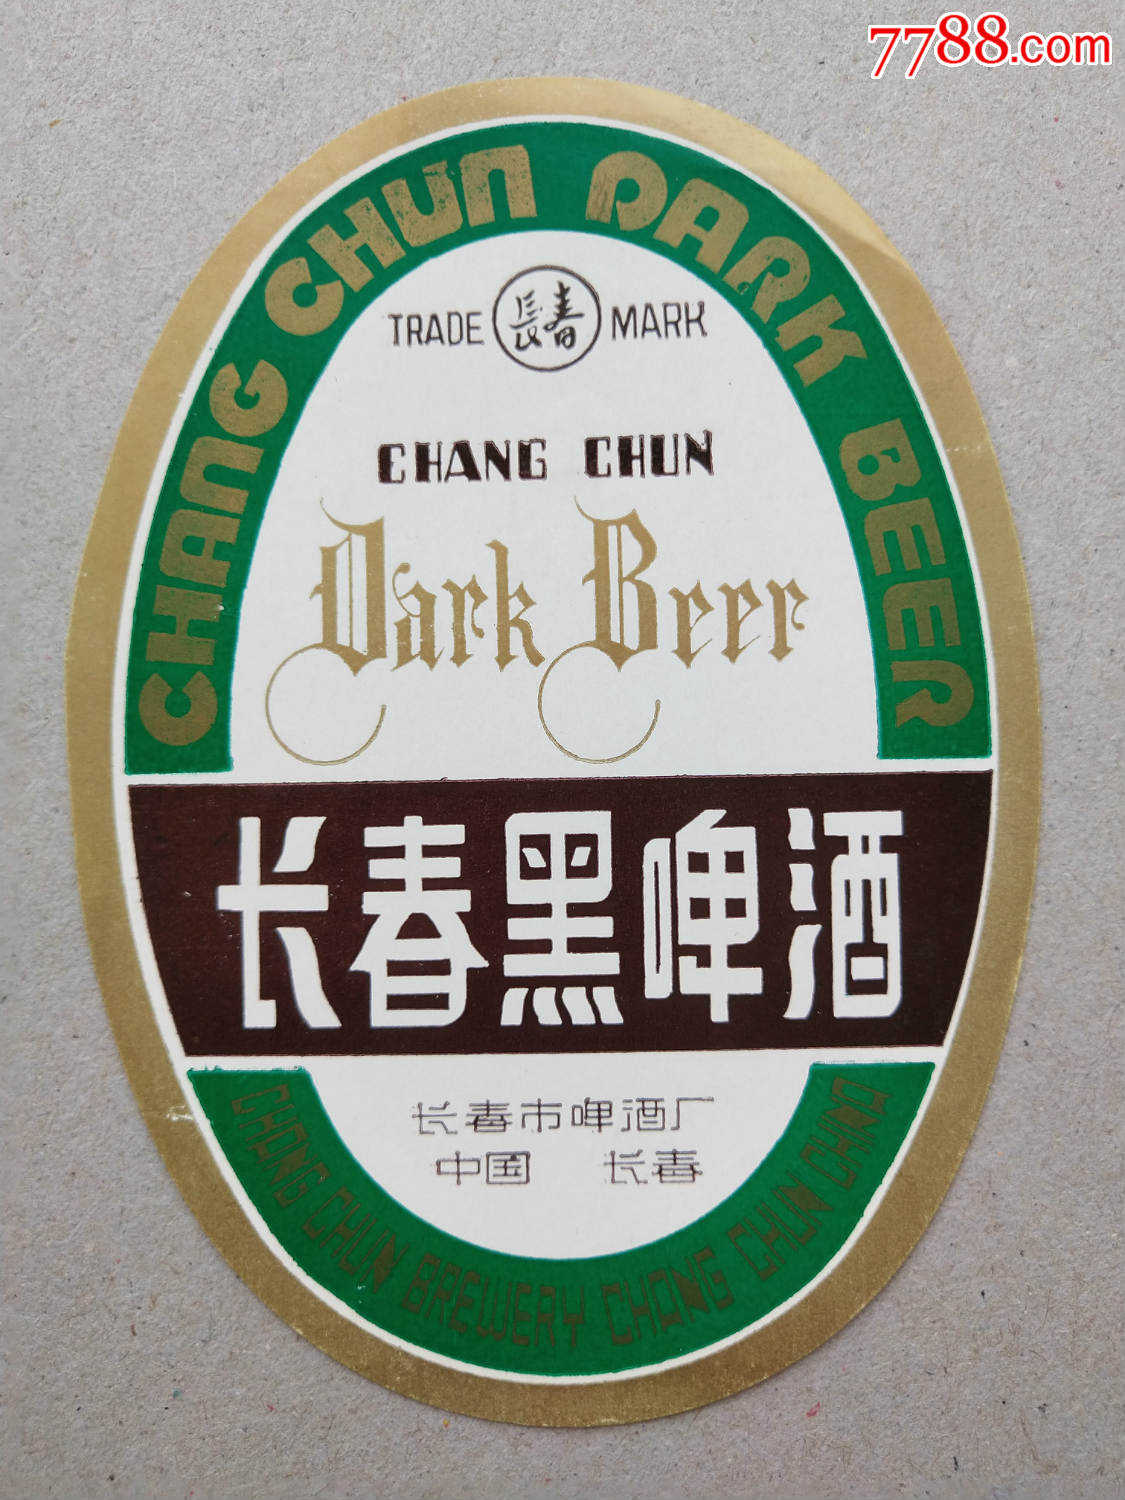 7788.com
CHANG CHUN DARK BEER
TRADE 長春 MARK
CHANG CHUN
Dark Beer
长春黑啤酒
长春市啤酒厂
中国 长春
CHANG CHUN BREWERY CHANG CHUN CHINA